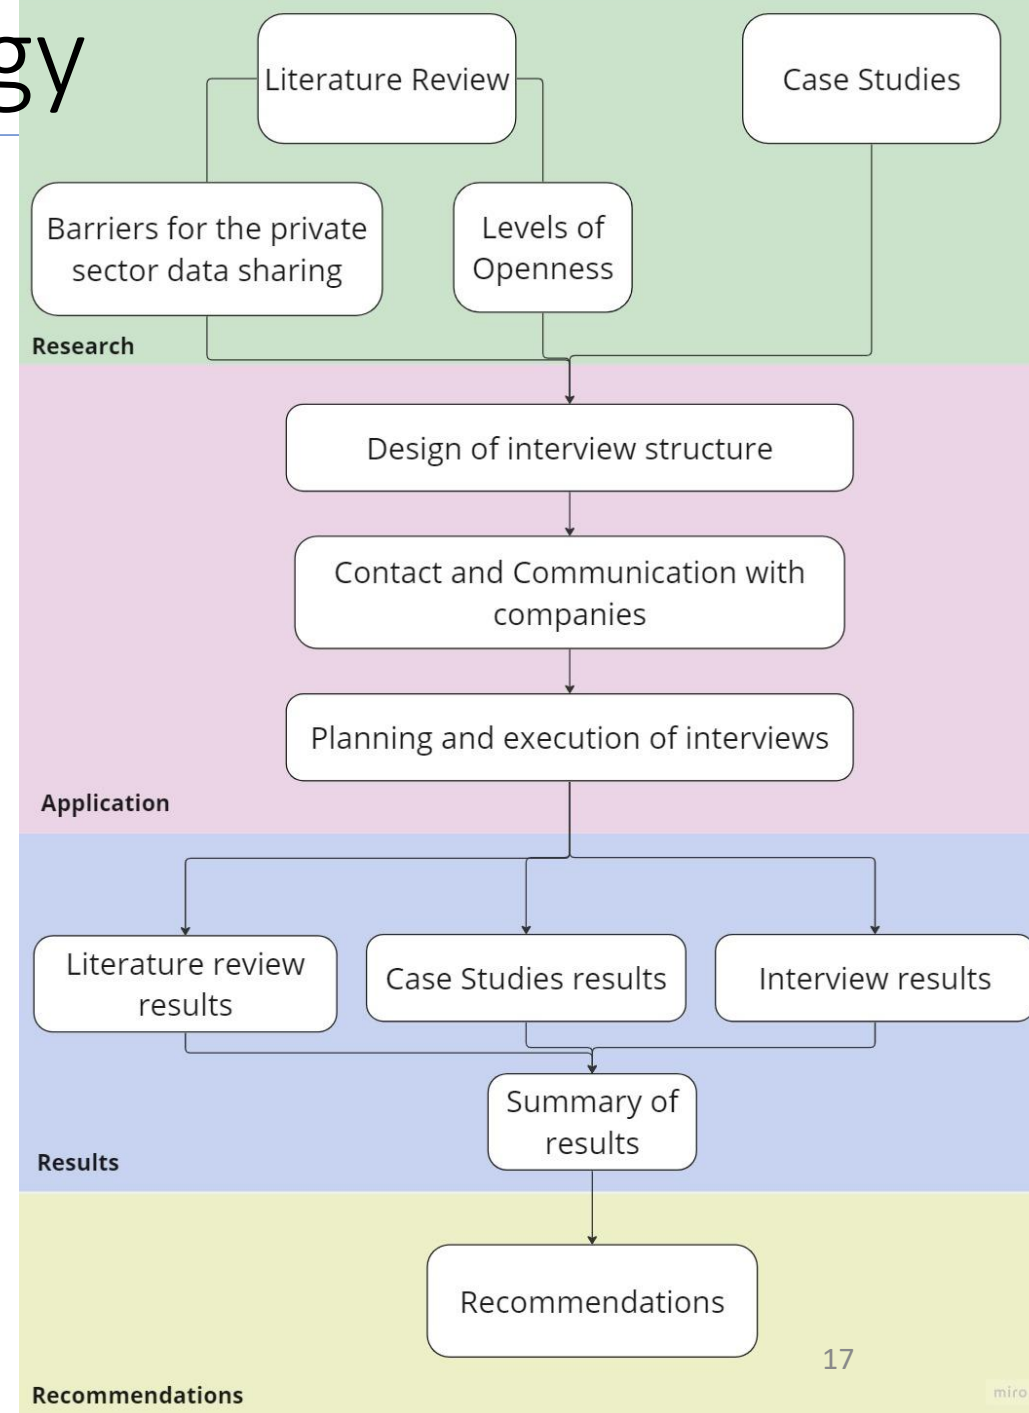 gy
Literature Review
Case Studies
Barriers for the private
sector data sharing
Levels of
Openness
Research
Design of interview structure
Contact and Communication with
companies
Planning and execution of interviews
Application
Literature review
results
Case Studies results
Interview results
Summary of
results
Results
Recommendations
17
Recommendations
miro